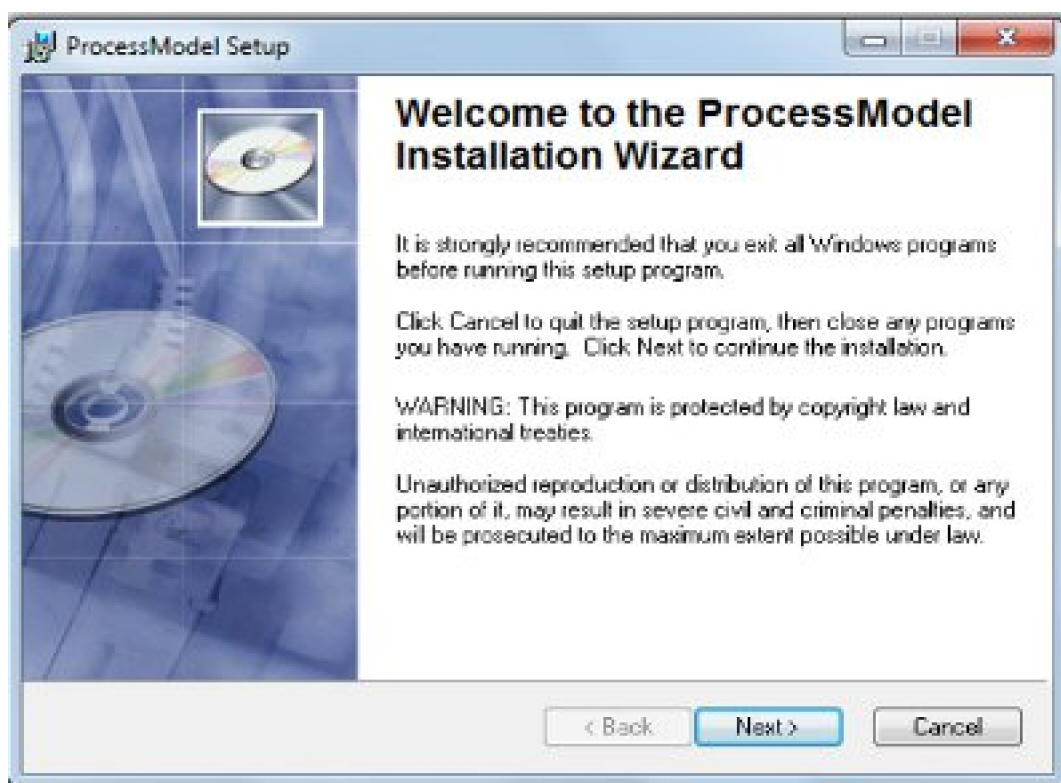 ProcessModel Setup
Welcome to the ProcessModel
Installation Wizard
It is strongly recommended that you exit all Windows programs
before running this setup program.
Click Cancel to quit the setup program, then close any programs
you have running.  Click Next to continue the installation.
WARNING: This program is protected by copyright law and
international treaties.
Unauthorized reproduction or distribution of this program, or any
portion of it, may result in severe civil and criminal penalties, and
will be prosecuted to the maximum extent possible under law.
< Back
Next >
Cancel